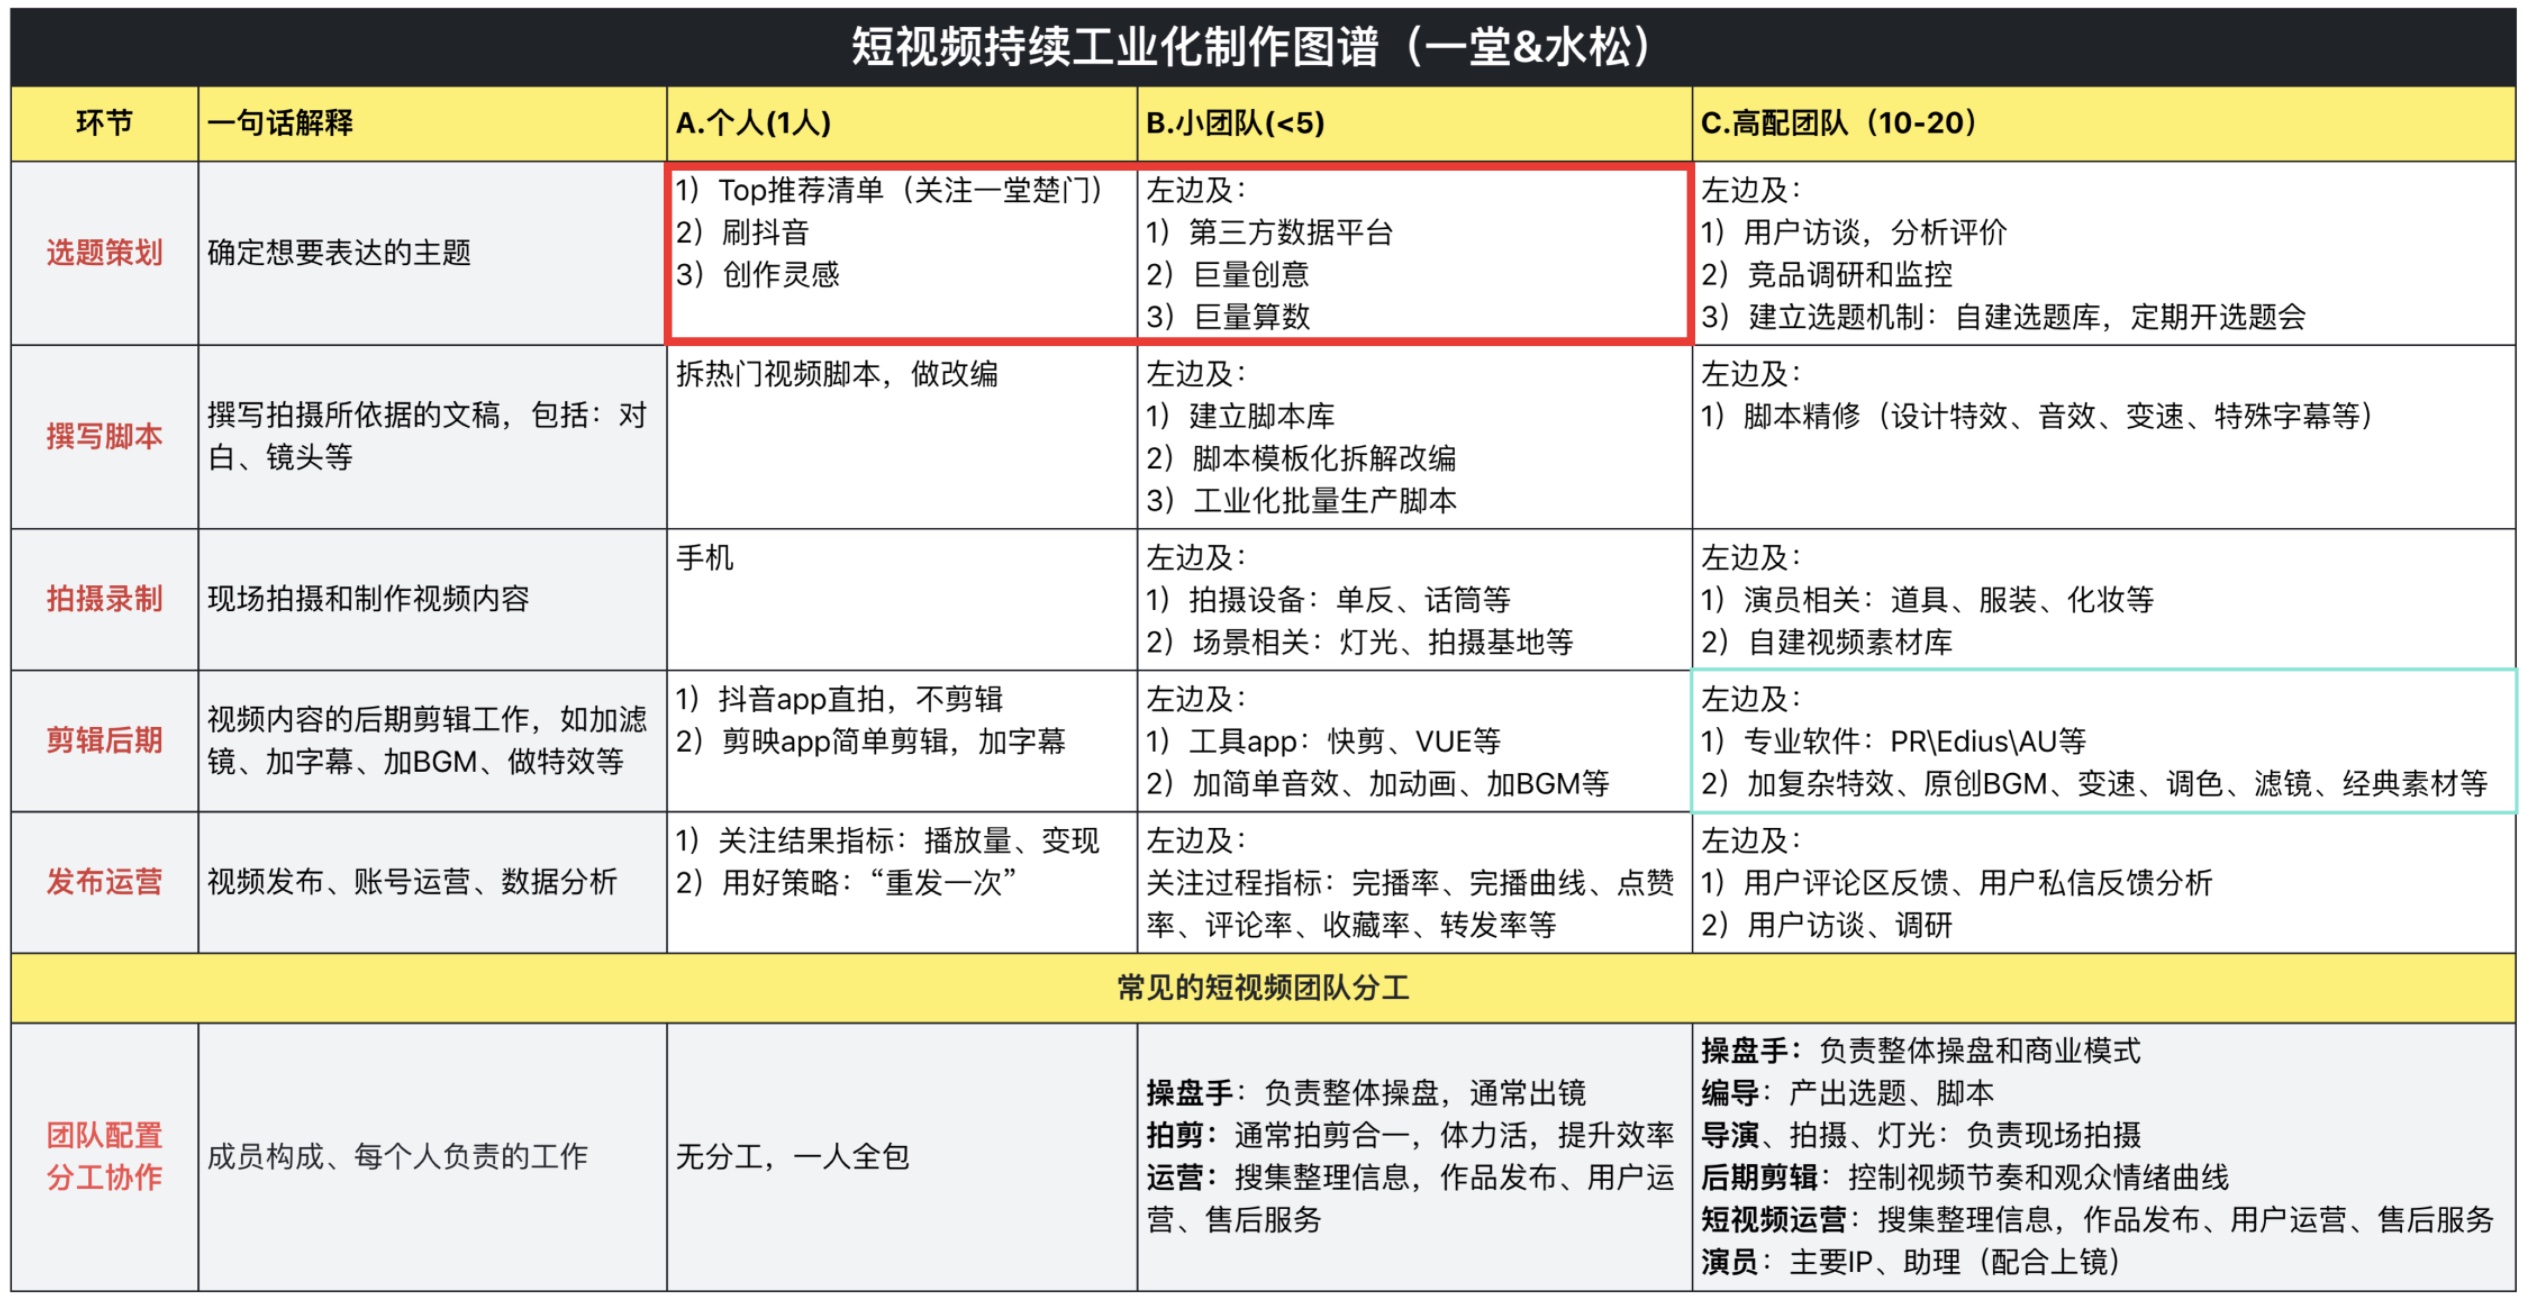 短视频持续工业化制作图谱（一堂&水松）
环节
一句话解释
A.个人(1人)
B.小团队(<5)
C.高配团队（10-20）
选题策划
确定想要表达的主题
1）Top推荐清单（关注一堂楚门）
2）刷抖音
3）创作灵感
左边及：
1）第三方数据平台
2）巨量创意
3）巨量算数
左边及：
1）用户访谈，分析评价
2）竞品调研和监控
3）建立选题机制：自建选题库，定期开选题会
撰写脚本
撰写拍摄所依据的文稿，包括：对
白、镜头等
拆热门视频脚本，做改编
左边及：
1）建立脚本库
2）脚本模板化拆解改编
3）工业化批量生产脚本
左边及：
1）脚本精修（设计特效、音效、变速、特殊字幕等）
拍摄录制
现场拍摄和制作视频内容
手机
左边及：
1）拍摄设备：单反、话筒等
2）场景相关：灯光、拍摄基地等
左边及：
1）演员相关：道具、服装、化妆等
2）自建视频素材库
剪辑后期
视频内容的后期剪辑工作，如加滤
镜、加字幕、加BGM、做特效等
1）抖音app直拍，不剪辑
2）剪映app简单剪辑，加字幕
左边及：
1）工具app：快剪、VUE等
2）加简单音效、加动画、加BGM等
左边及：
1）专业软件：PR\Edius\AU等
2）加复杂特效、原创BGM、变速、调色、滤镜、经典素材等
发布运营
视频发布、账号运营、数据分析
1）关注结果指标：播放量、变现
2）用好策略：“重发一次”
左边及：
关注过程指标：完播率、完播曲线、点赞
率、评论率、收藏率、转发率等
左边及：
1）用户评论区反馈、用户私信反馈分析
2）用户访谈、调研
常见的短视频团队分工
团队配置
分工协作
成员构成、每个人负责的工作
无分工，一人全包
操盘手：负责整体操盘，通常出镜
拍剪：通常拍剪合一，体力活，提升效率
运营：搜集整理信息，作品发布、用户运
营、售后服务
操盘手：负责整体操盘和商业模式
编导：产出选题、脚本
导演、拍摄、灯光：负责现场拍摄
后期剪辑：控制视频节奏和观众情绪曲线
短视频运营：搜集整理信息，作品发布、用户运营、售后服务
演员：主要IP、助理（配合上镜）